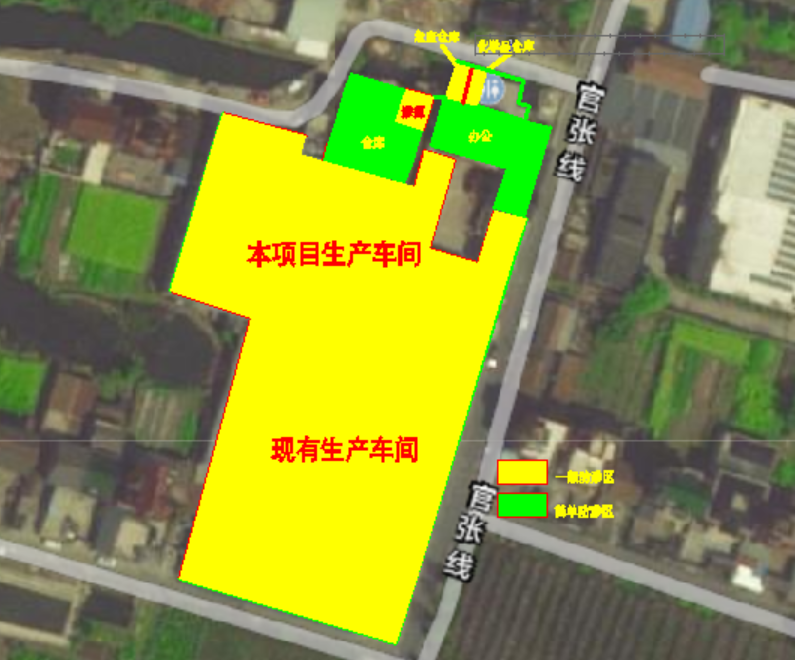 危废仓库
化学品仓库
官张线
仓库
办公
本项目生产车间
现有生产车间
一般防渗区
简单防渗区
官张线